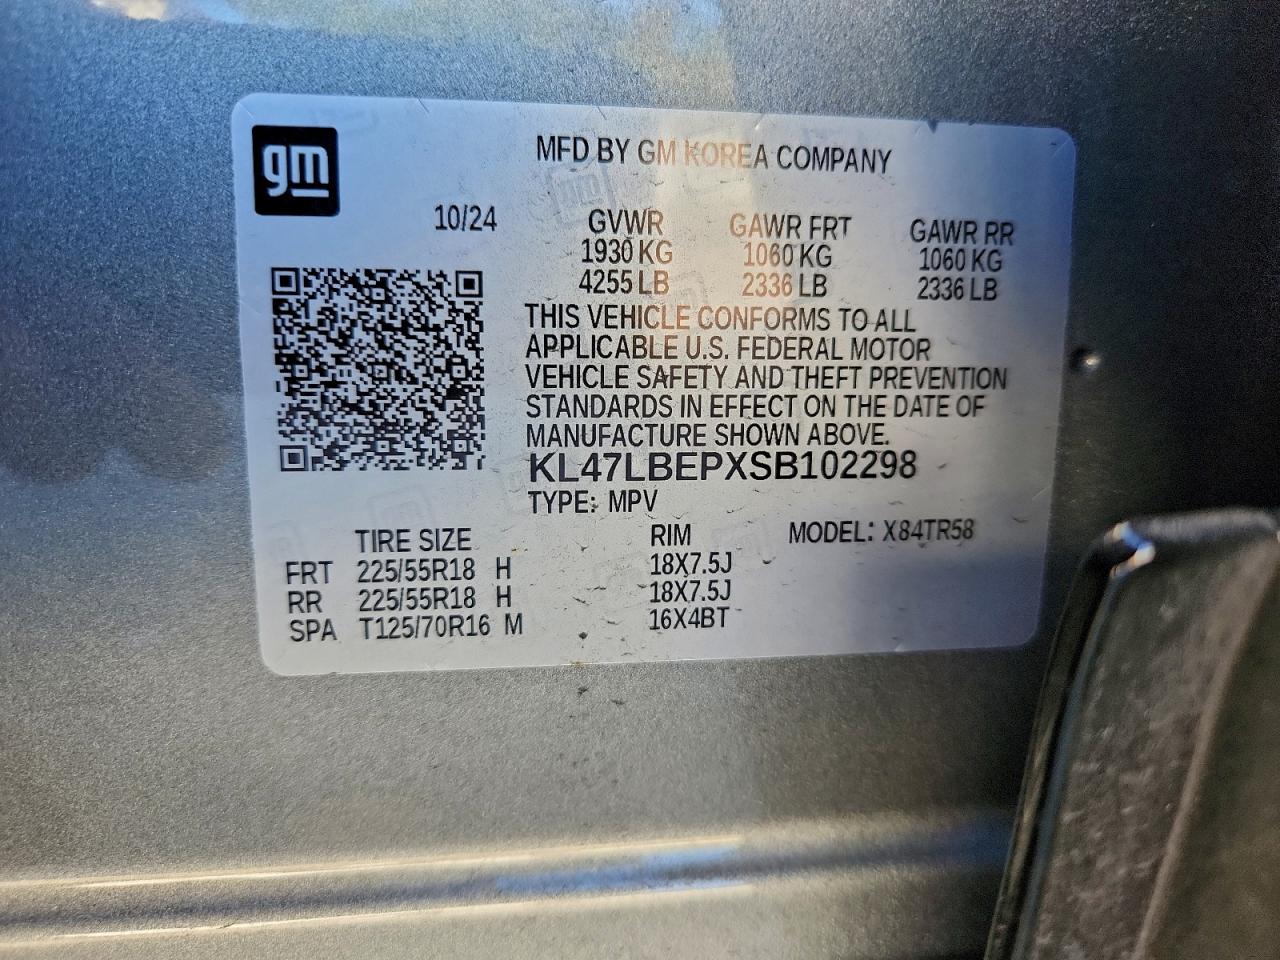 gm
MFD BY GM KOREA COMPANY
10/24
GVWR GAWR FRT GAWR RR
1930 KG 1060 KG 1060 KG
4255 LB 2336 LB 2336 LB
THIS VEHICLE CONFORMS TO ALL
APPLICABLE U.S. FEDERAL MOTOR
VEHICLE SAFETY AND THEFT PREVENTION
STANDARDS IN EFFECT ON THE DATE OF
MANUFACTURE SHOWN ABOVE.
KL47LBEPXSB102298
TYPE: MPV
TIRE SIZE RIM MODEL: X84TR58
FRT 225/55R18 H 18X7.5J
RR 225/55R18 H 18X7.5J
SPA T125/70R16 M 16X4BT